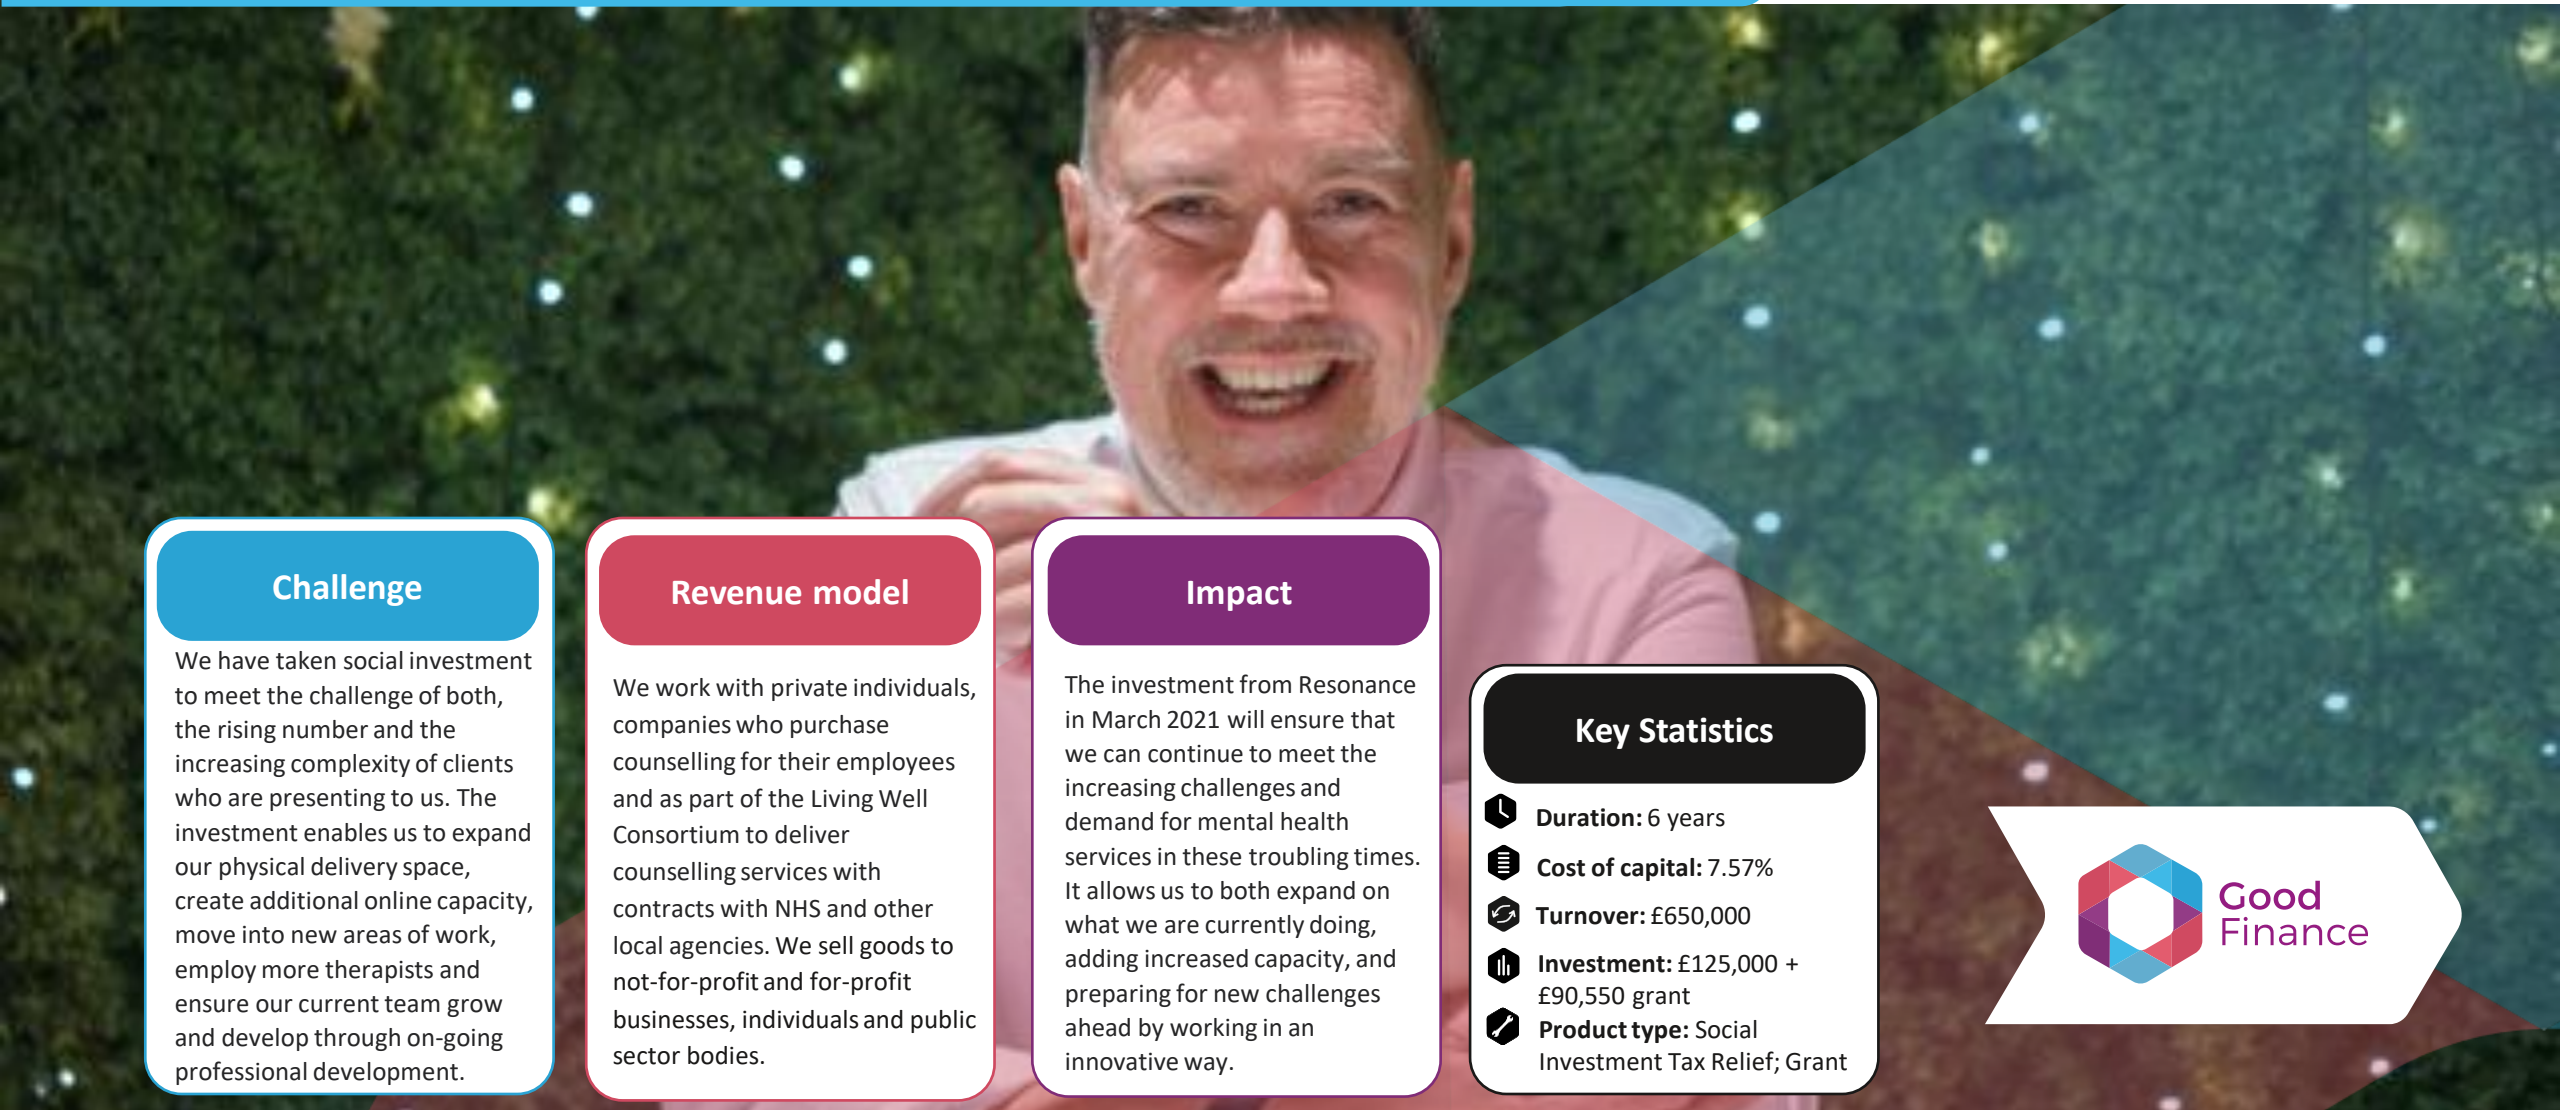 Challenge
We have taken social investment
to meet the challenge of both,
the rising number and the
increasing complexity of clients
who are presenting to us. The
investment enables us to expand
our physical delivery space,
create additional online capacity,
move into new areas of work,
employ more therapists and
ensure our current team grow
and develop through on-going
professional development.
Revenue model
We work with private individuals,
companies who purchase
counselling for their employees
and as part of the Living Well
Consortium to deliver
counselling services with
contracts with NHS and other
local agencies. We sell goods to
not-for-profit and for-profit
businesses, individuals and public
sector bodies.
Impact
The investment from Resonance
in March 2021 will ensure that
we can continue to meet the
increasing challenges and
demand for mental health
services in these troubling times.
It allows us to both expand on
what we are currently doing,
adding increased capacity, and
preparing for new challenges
ahead by working in an
innovative way.
Key Statistics
Duration: 6 years
Cost of capital: 7.57%
Turnover: £650,000
Investment: £125,000 +
£90,550 grant
Product type: Social
Investment Tax Relief; Grant
Good
Finance